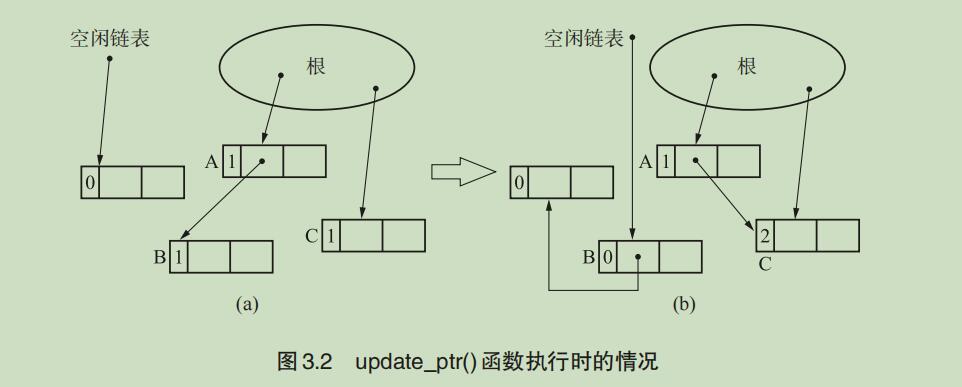 空闲链表
根
0
A 1
B 1
C 1
(a)
空闲链表
根
0
A 1
B 0
2
C
(b)
图3.2 update_ptr()函数执行时的情况